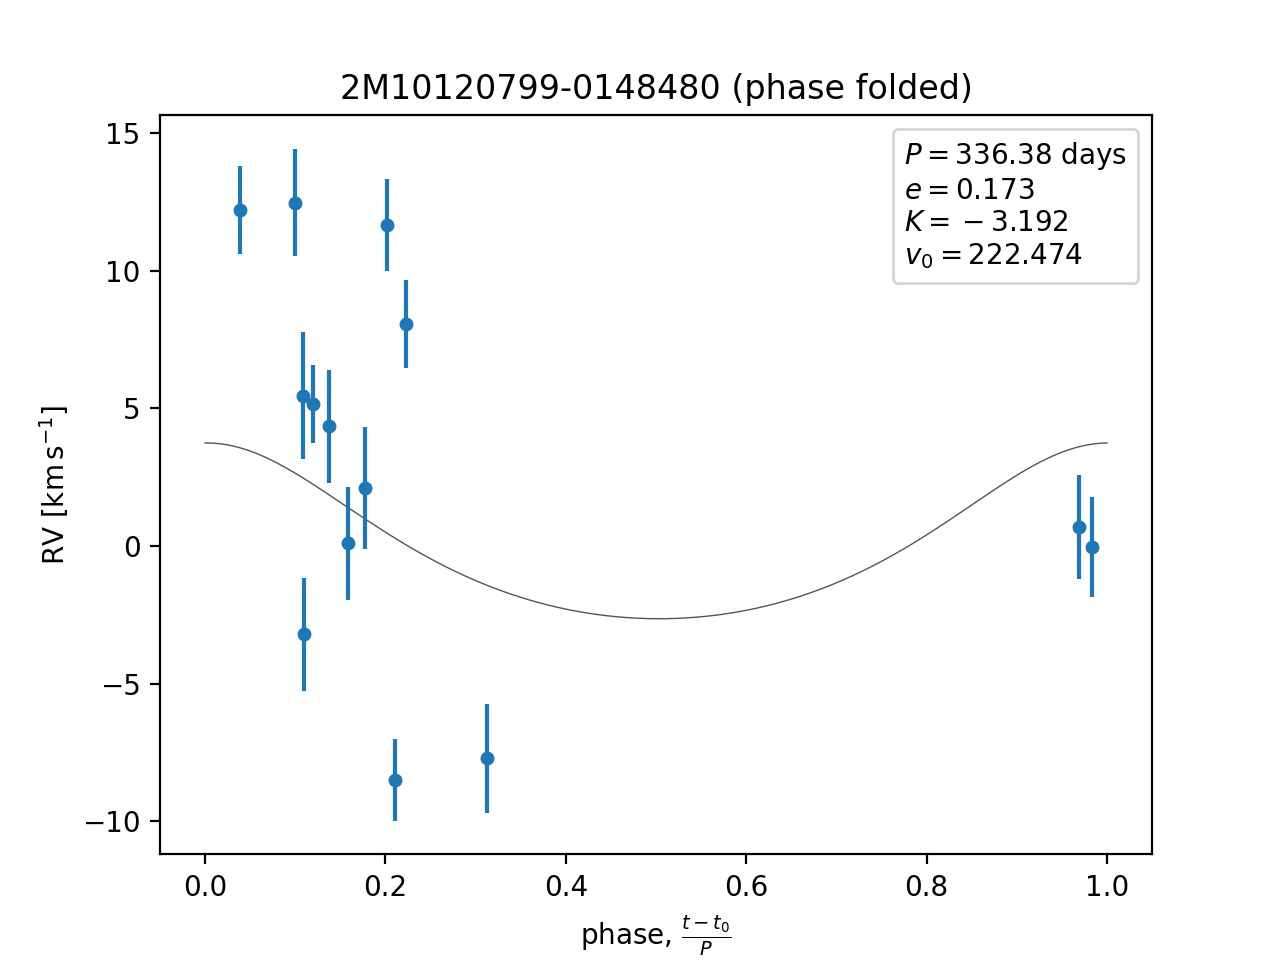 2M10120799-0148480 (phase folded)
P = 336.38 days
e = 0.173
K = −3.192
v₀ = 222.474
15
10
5
0
−5
−10
RV [km s⁻¹]
0.0 0.2 0.4 0.6 0.8 1.0
phase, (t − t₀)/P